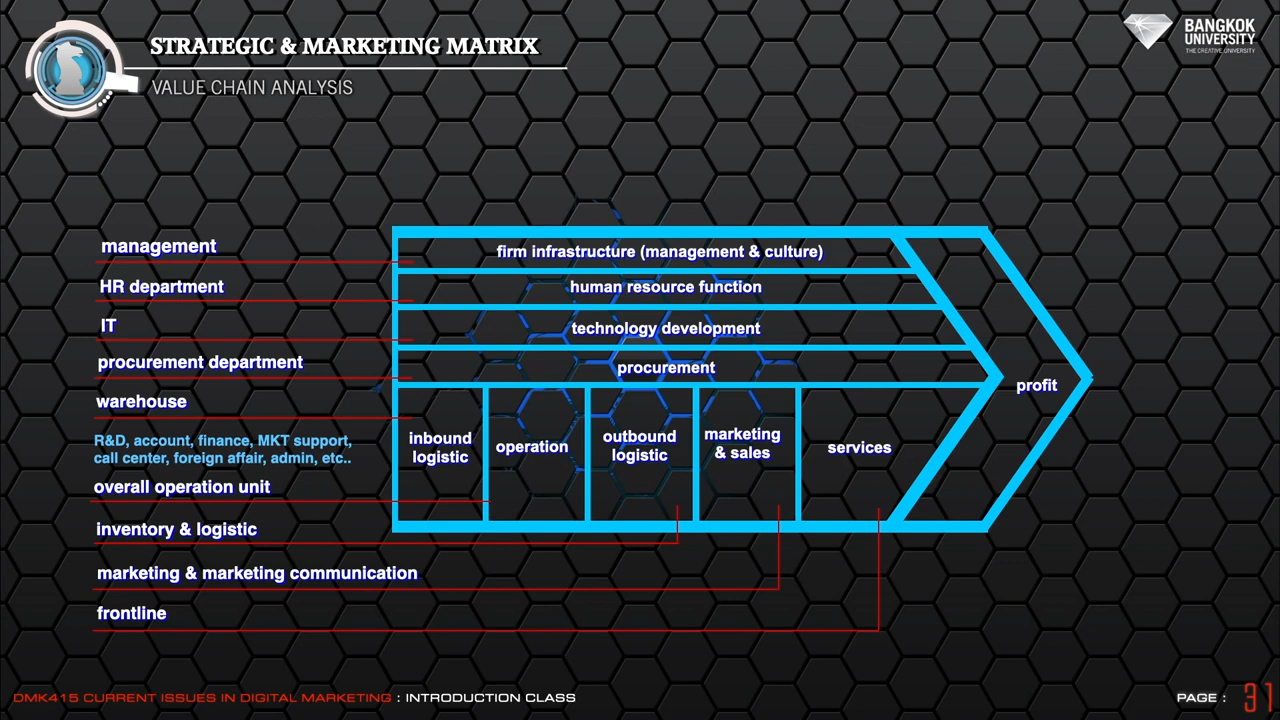 STRATEGIC & MARKETING MATRIX
VALUE CHAIN ANALYSIS
BANGKOK
UNIVERSITY
THE CREATIVE UNIVERSITY
management
HR department
IT
procurement department
warehouse
R&D, account, finance, MKT support,
call center, foreign affair, admin, etc..
overall operation unit
inventory & logistic
marketing & marketing communication
frontline
firm infrastructure (management & culture)
human resource function
technology development
procurement
inbound
logistic
operation
outbound
logistic
marketing
& sales
services
profit
DMK415 CURRENT ISSUES IN DIGITAL MARKETING : INTRODUCTION CLASS
PAGE : 31